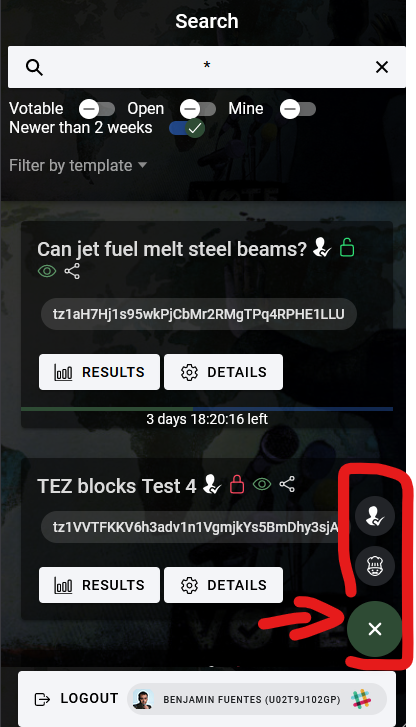 Search
*
Votable Open Mine
Newer than 2 weeks
Filter by template
Can jet fuel melt steel beams?
tz1aH7Hj1s95wkPjCbMr2RMgTPq4RPHE1LLU
RESULTS DETAILS
3 days 18:20:16 left
TEZ blocks Test 4
tz1VVTFKKV6h3adv1n1VgmjkYs5BmDhy3sjA
RESULTS DETAILS
VOTE
LOGOUT BENJAMIN FUENTES (U02T9J102GP)